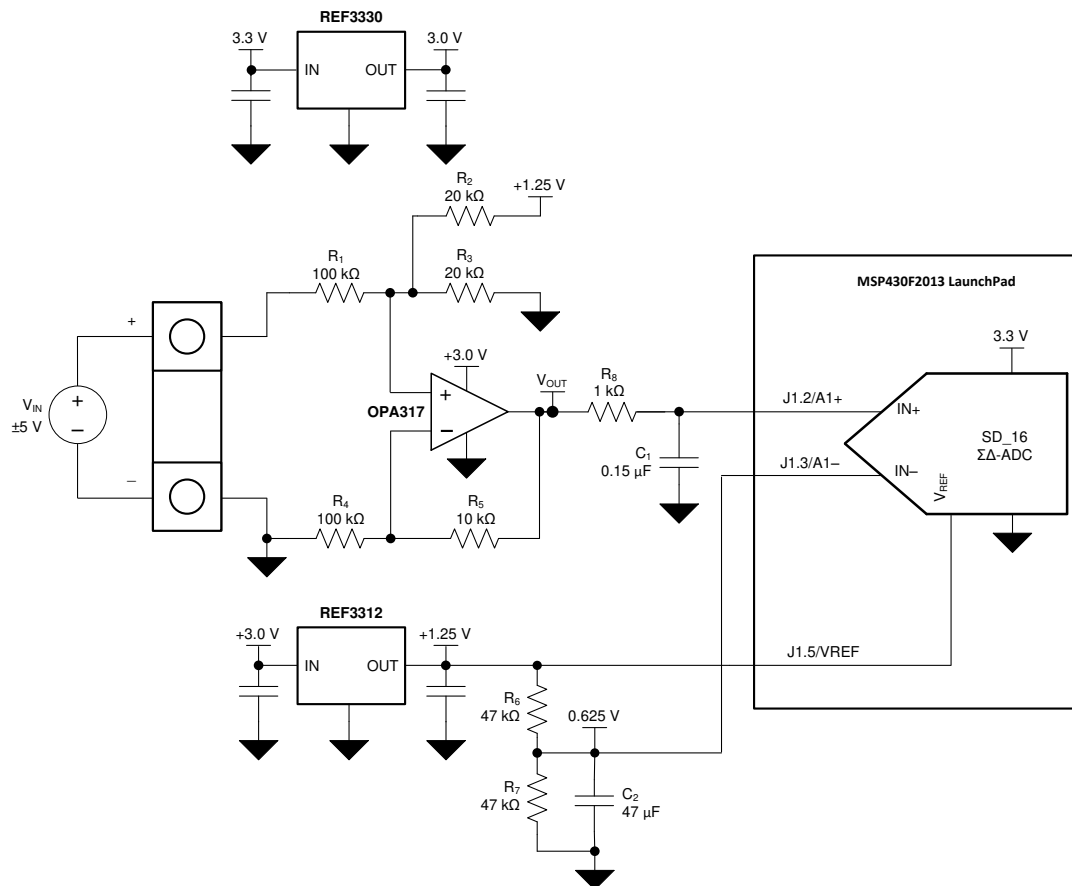 REF3330
3.3 V
3.0 V
IN
OUT
R2
20 kΩ
+1.25 V
R1
100 kΩ
R3
20 kΩ
MSP430F2013 LaunchPad
+
+3.0 V
3.3 V
VIN
±5 V
+
−
OPA317
+
−
VOUT
R8
1 kΩ
J1.2/A1+
IN+
SD_16
ΣΔ-ADC
C1
0.15 µF
J1.3/A1−
IN−
VREF
−
R4
100 kΩ
R5
10 kΩ
REF3312
+3.0 V
+1.25 V
IN
OUT
J1.5/VREF
R6
47 kΩ
0.625 V
R7
47 kΩ
C2
47 µF